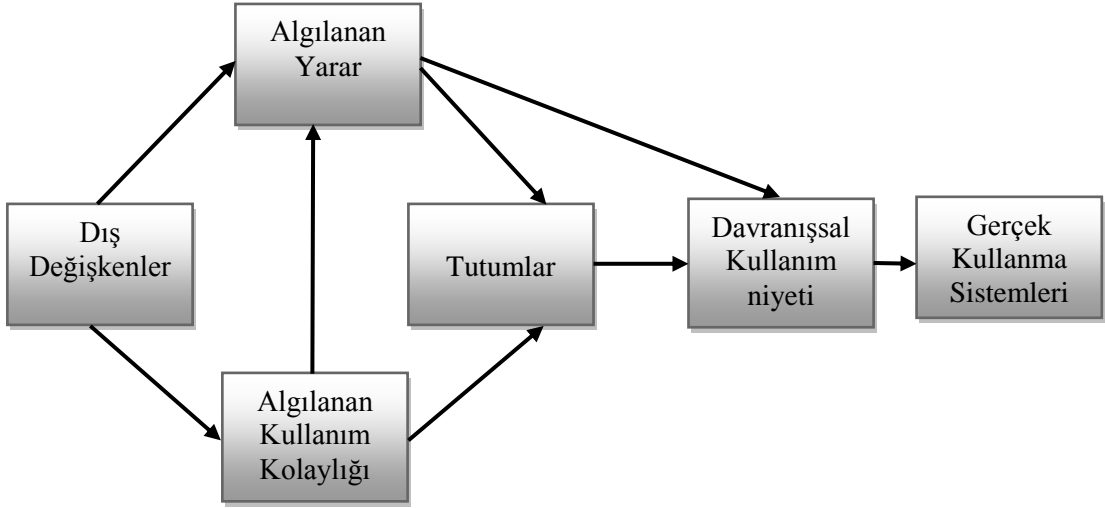 Algılanan
Yarar
Dış
Değişkenler
Tutumlar
Davranışsal
Kullanım
niyeti
Gerçek
Kullanma
Sistemleri
Algılanan
Kullanım
Kolaylığı